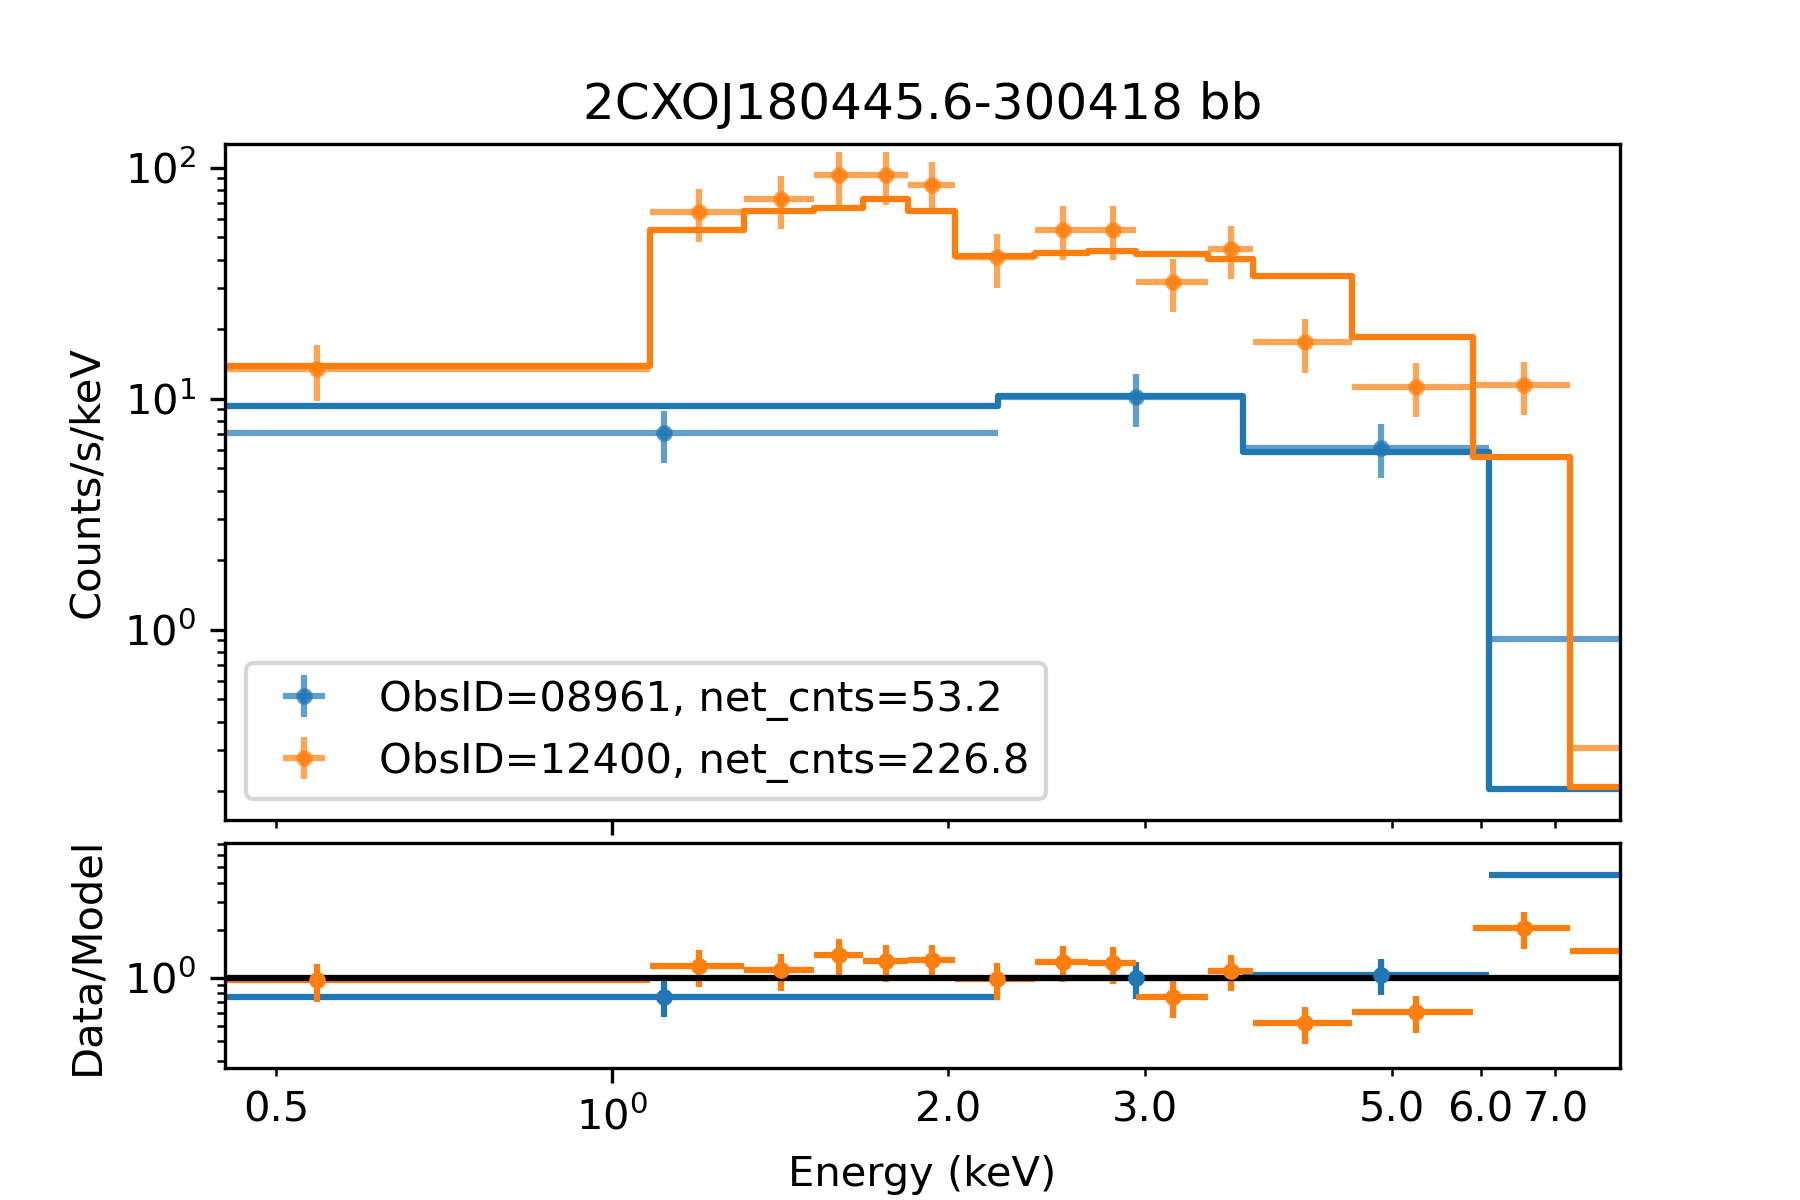 2CXOJ180445.6-300418 bb
10²
10¹
10⁰
Counts/s/keV
ObsID=08961, net_cnts=53.2
ObsID=12400, net_cnts=226.8
10⁰
Data/Model
0.5 10⁰ 2.0 3.0 5.0 6.0 7.0
Energy (keV)